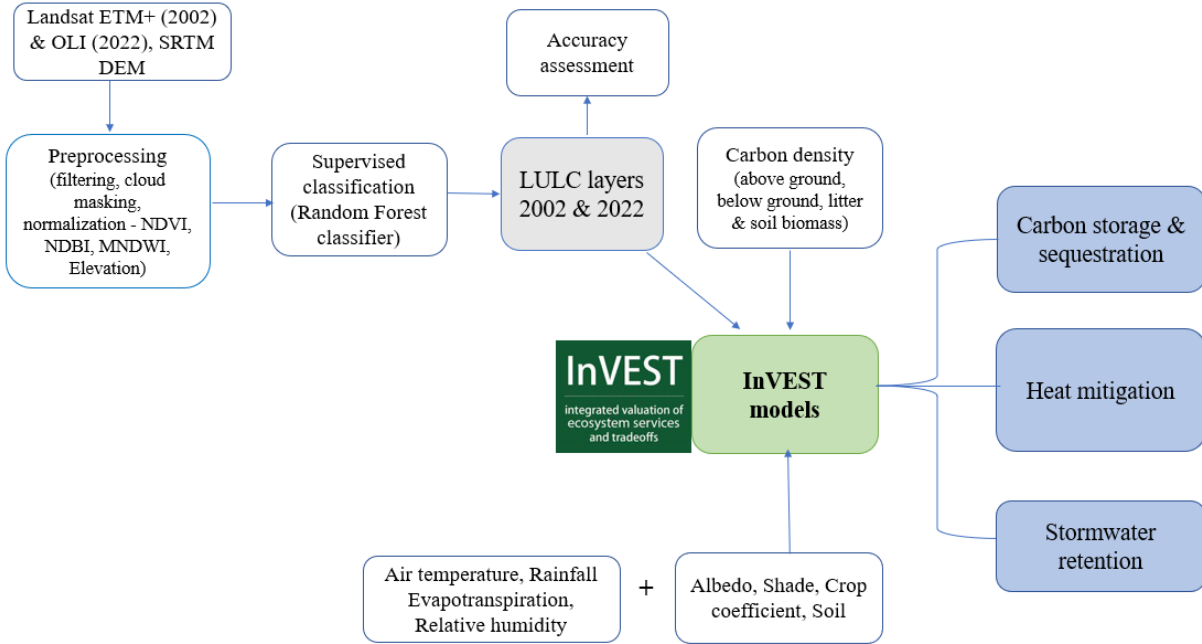 Landsat ETM+ (2002)
& OLI (2022), SRTM
DEM
Accuracy
assessment
Preprocessing
(filtering, cloud
masking,
normalization - NDVI,
NDBI, MNDWI,
Elevation)
Supervised
classification
(Random Forest
classifier)
LULC layers
2002 & 2022
Carbon density
(above ground,
below ground, litter
& soil biomass)
Carbon storage &
sequestration
InVEST
integrated valuation of
ecosystem services
and tradeoffs
InVEST
models
Heat mitigation
Stormwater
retention
Air temperature, Rainfall
Evapotranspiration,
Relative humidity
+
Albedo, Shade, Crop
coefficient, Soil